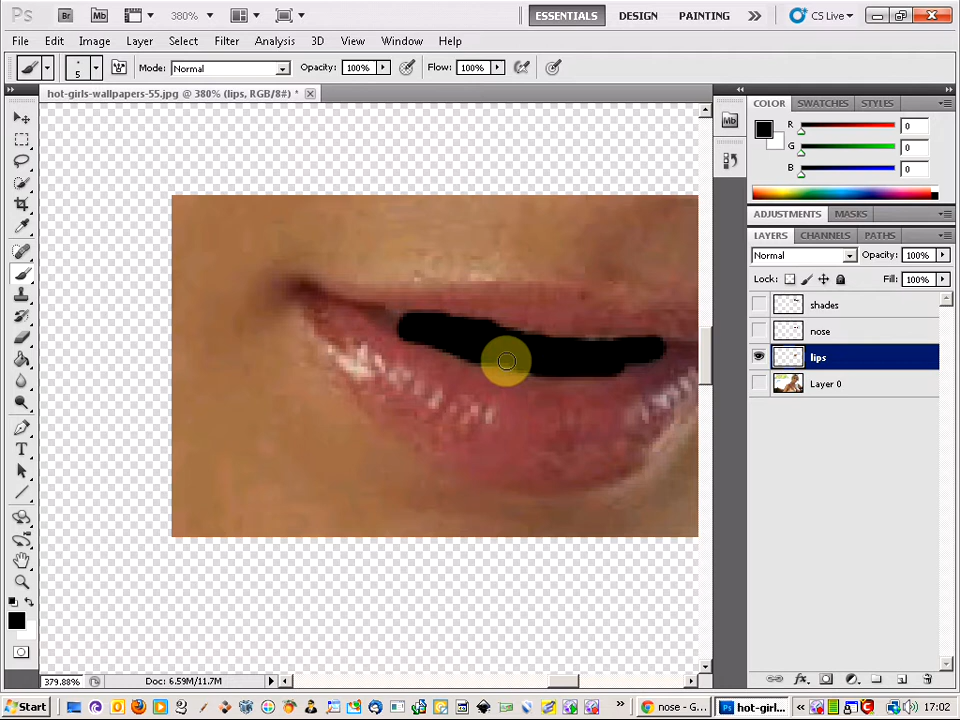 Ps Br Mb 380% ESSENTIALS DESIGN PAINTING CS Live
File Edit Image Layer Select Filter Analysis 3D View Window Help
5 Mode: Normal Opacity: 100% Flow: 100%
hot-girls-wallpapers-55.jpg @ 380% (lips, RGB/8#) *
Mb
COLOR SWATCHES STYLES
R 0
G 0
B 0
ADJUSTMENTS MASKS
LAYERS CHANNELS PATHS
Normal Opacity: 100%
Lock: Fill: 100%
shades
nose
lips
Layer 0
T
fx
379.88% Doc: 6.59M/11.7M
Start nose - G hot-girl... 17:02